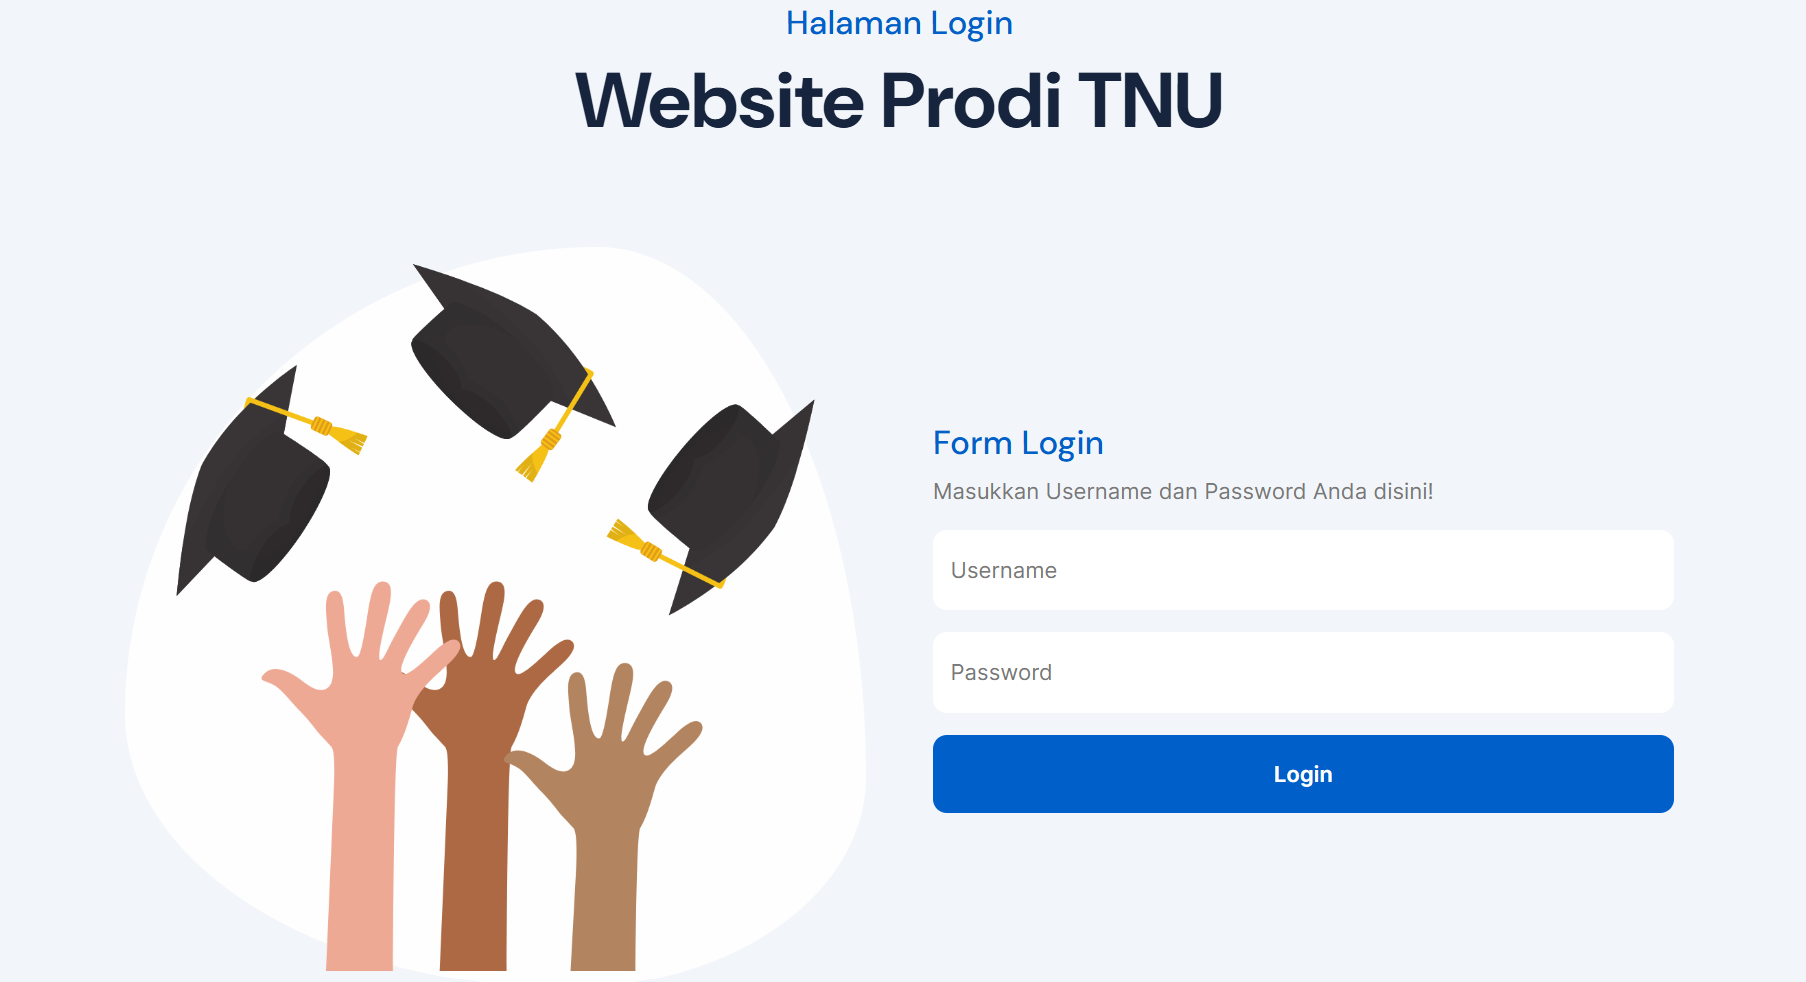 Halaman Login
Website Prodi TNU
Form Login
Masukkan Username dan Password Anda disini!
Username
Password
Login